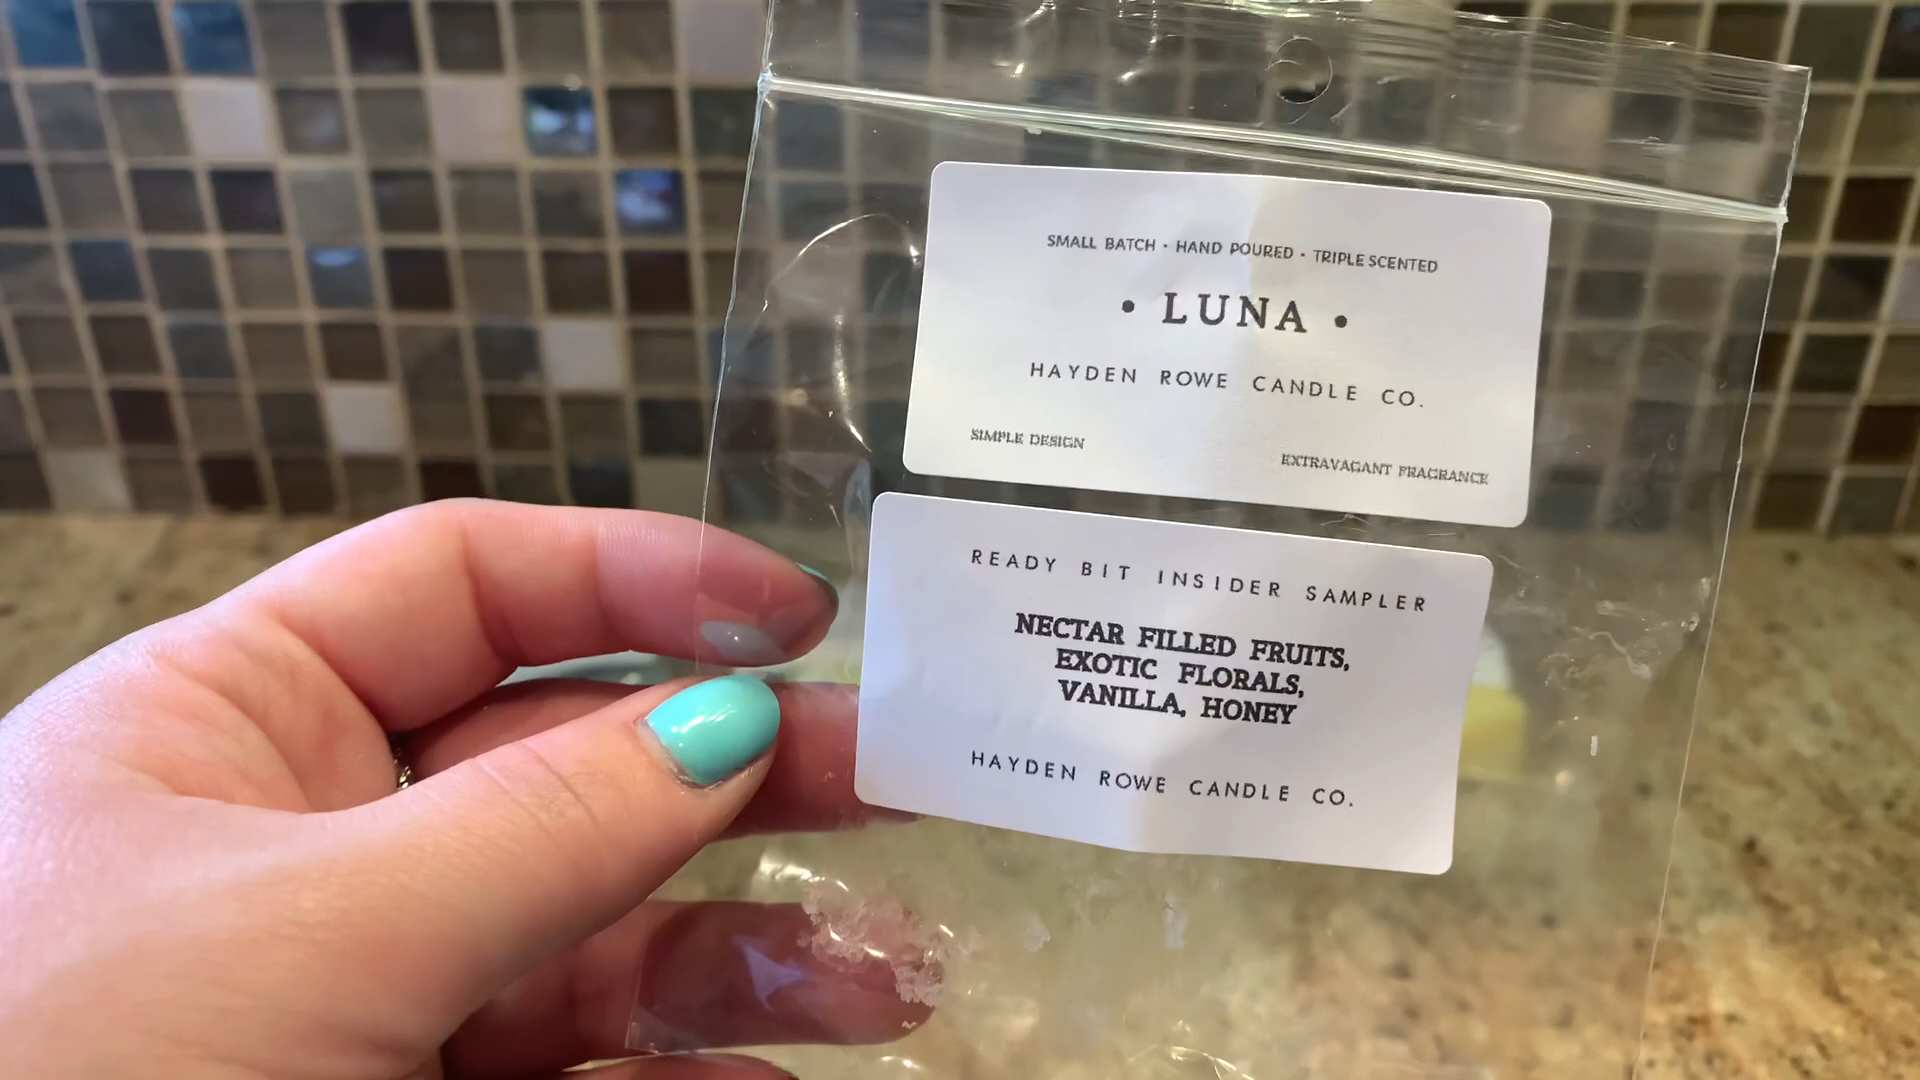 SMALL BATCH • HAND POURED • TRIPLE SCENTED
• LUNA •
HAYDEN ROWE CANDLE CO.
SIMPLE DESIGN
EXTRAVAGANT FRAGRANCE
READY BIT INSIDER SAMPLER
NECTAR FILLED FRUITS,
EXOTIC FLORALS,
VANILLA, HONEY
HAYDEN ROWE CANDLE CO.